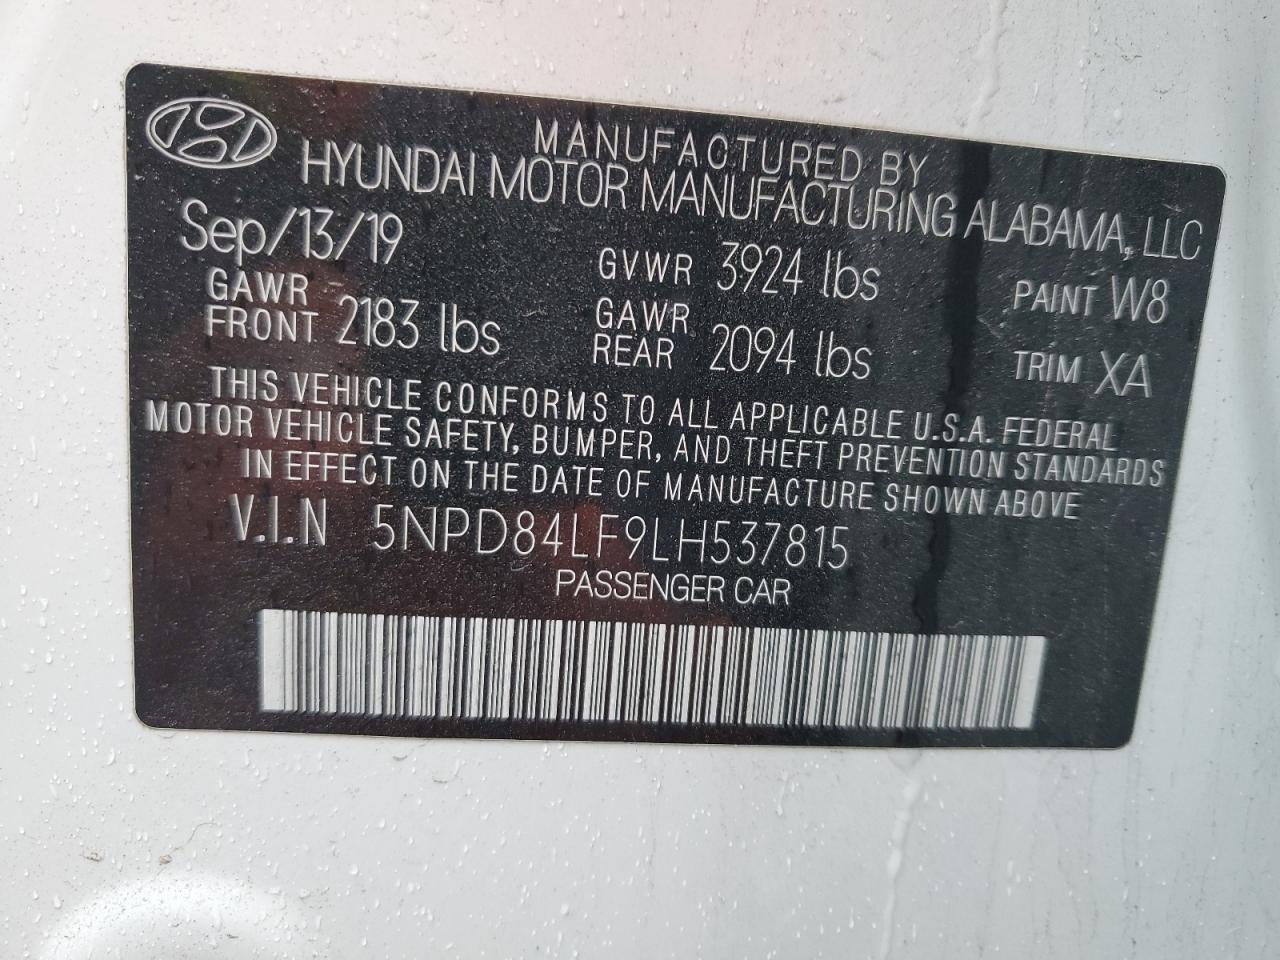 MANUFACTURED BY
HYUNDAI MOTOR MANUFACTURING ALABAMA, LLC
Sep/13/19 GVWR 3924 lbs PAINT W8
GAWR FRONT 2183 lbs GAWR REAR 2094 lbs TRIM XA
THIS VEHICLE CONFORMS TO ALL APPLICABLE U.S.A. FEDERAL
MOTOR VEHICLE SAFETY, BUMPER, AND THEFT PREVENTION STANDARDS
IN EFFECT ON THE DATE OF MANUFACTURE SHOWN ABOVE
V.I.N 5NPD84LF9LH537815
PASSENGER CAR